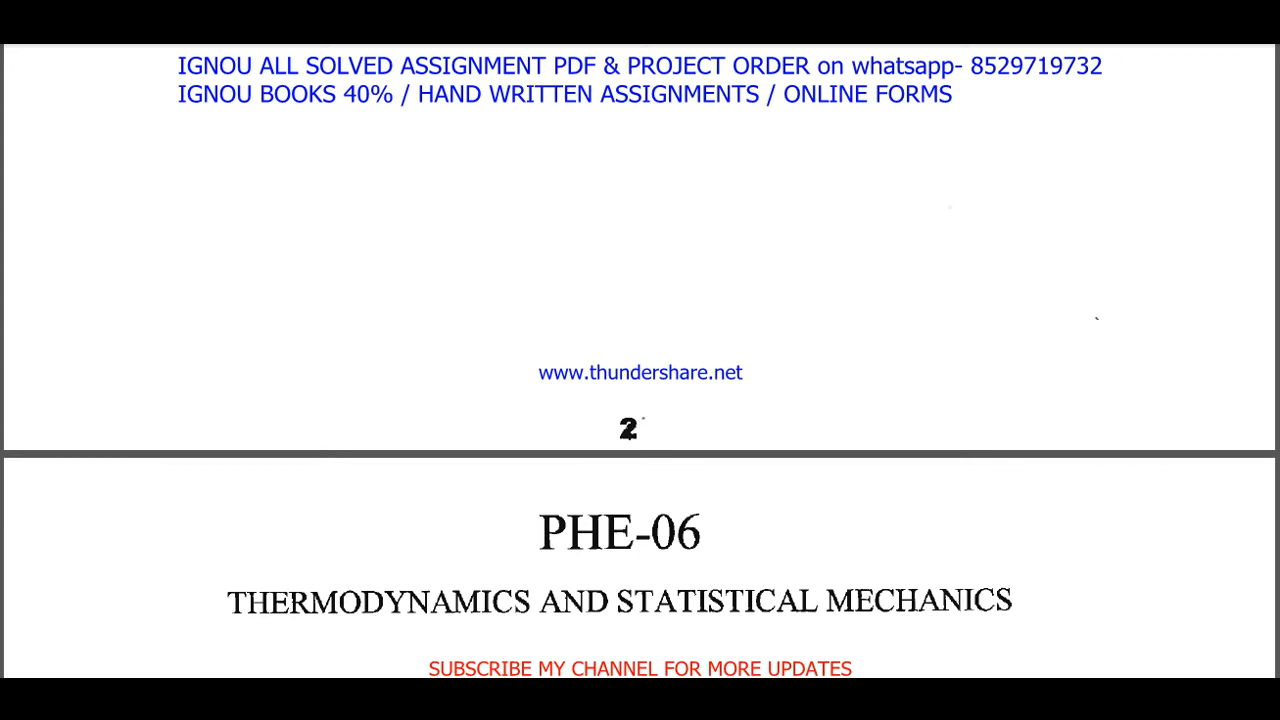 IGNOU ALL SOLVED ASSIGNMENT PDF & PROJECT ORDER on whatsapp- 8529719732
IGNOU BOOKS 40% / HAND WRITTEN ASSIGNMENTS / ONLINE FORMS
www.thundershare.net
2
PHE-06
THERMODYNAMICS AND STATISTICAL MECHANICS
SUBSCRIBE MY CHANNEL FOR MORE UPDATES